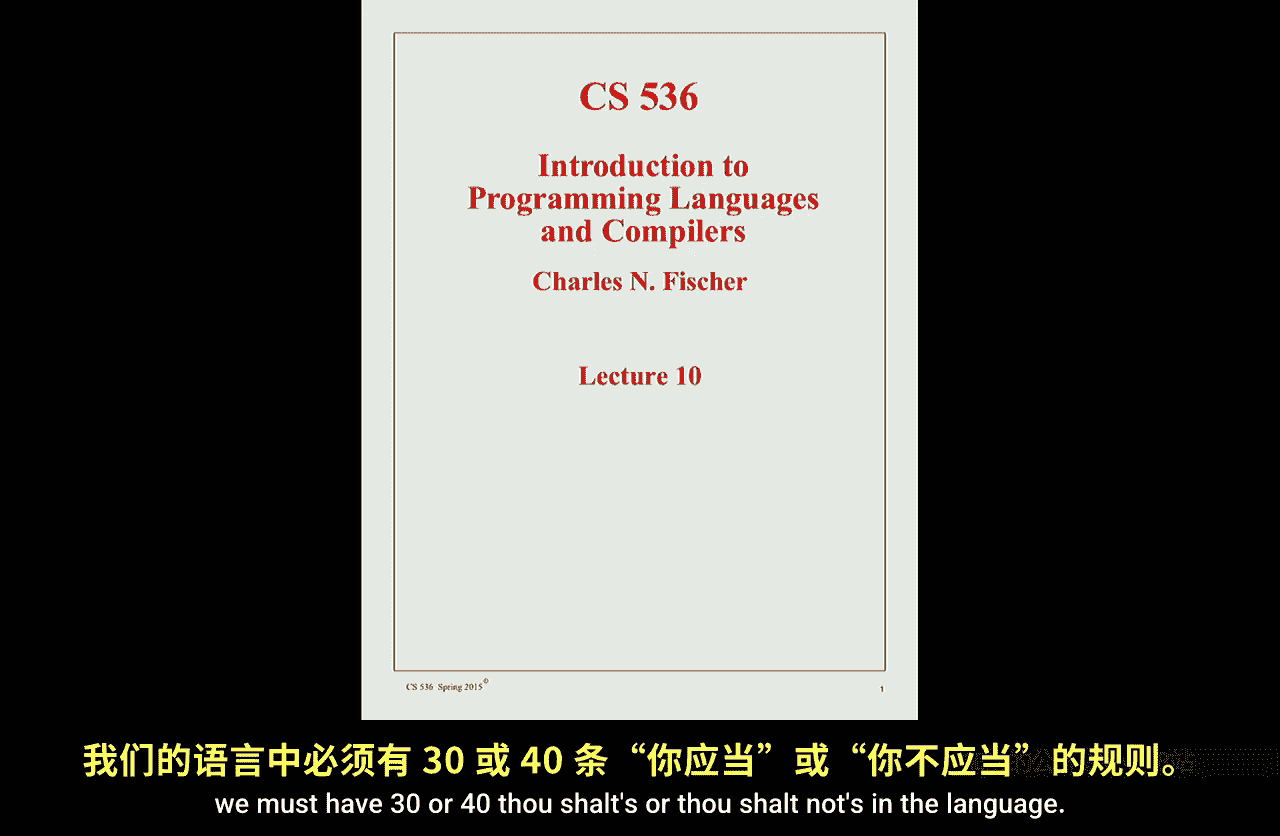 CS 536
Introduction to
Programming Languages
and Compilers
Charles N. Fischer
Lecture 10
CS 536 Spring 2015©
1
我们的语言中必须有 30 或 40 条“你应当”或“你不应当”的规则。
we must have 30 or 40 thou shalt's or thou shalt not's in the language.